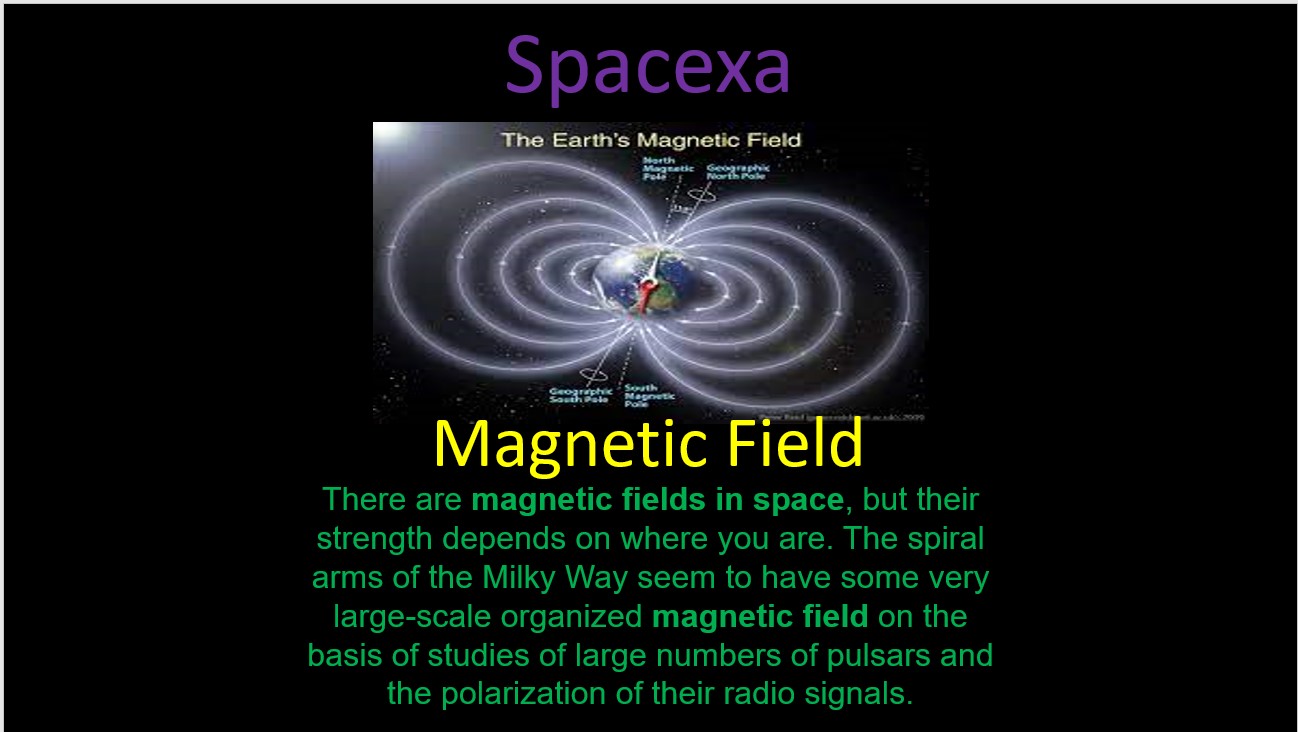 Spacexa
The Earth's Magnetic Field
North
Magnetic
Pole
Geographic
North Pole
Geographic
South Pole
South
Magnetic
Pole
Magnetic Field
There are magnetic fields in space, but their
strength depends on where you are. The spiral
arms of the Milky Way seem to have some very
large-scale organized magnetic field on the
basis of studies of large numbers of pulsars and
the polarization of their radio signals.